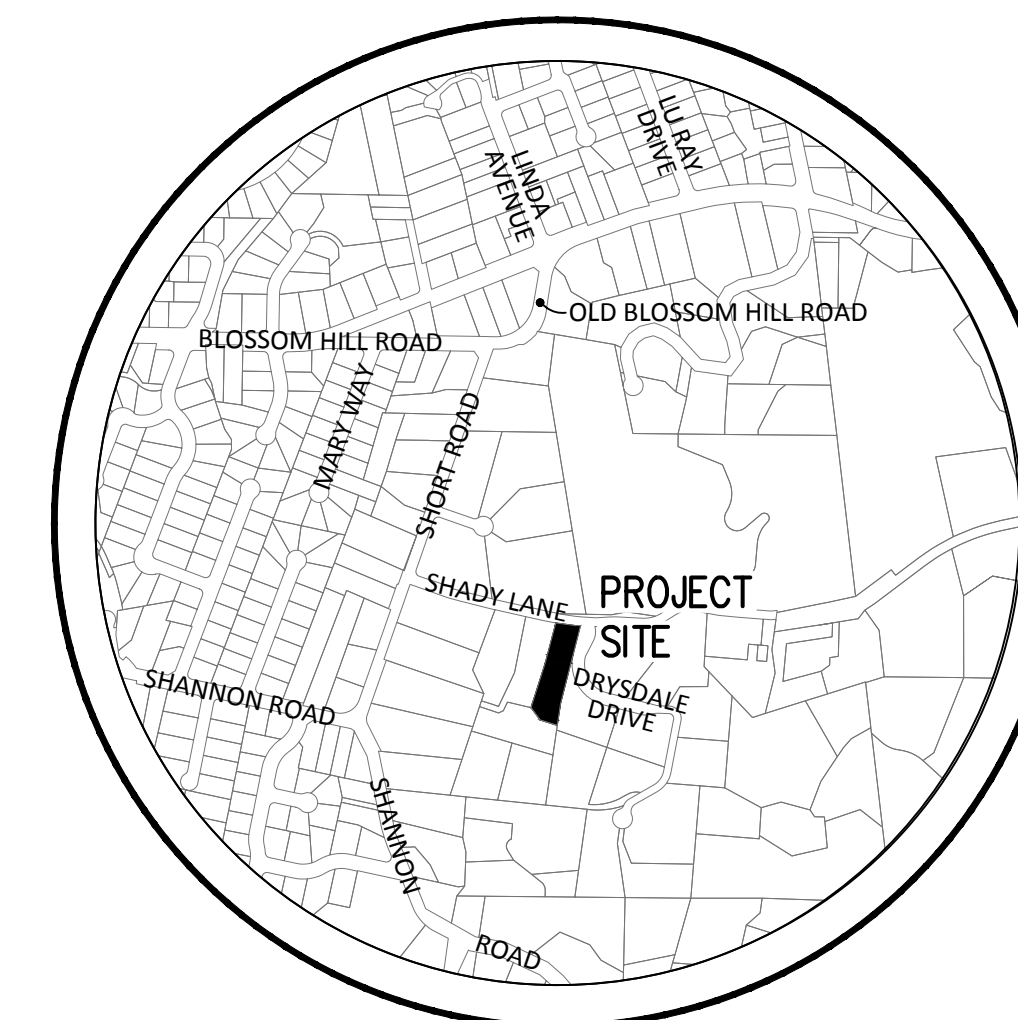 LU RAY
DRIVE
LINDA
AVENUE
OLD BLOSSOM HILL ROAD
BLOSSOM HILL ROAD
MARY WAY
SHORT ROAD
SHADY LANE
PROJECT
SITE
DRYSDALE
DRIVE
SHANNON ROAD
SHANNON
ROAD